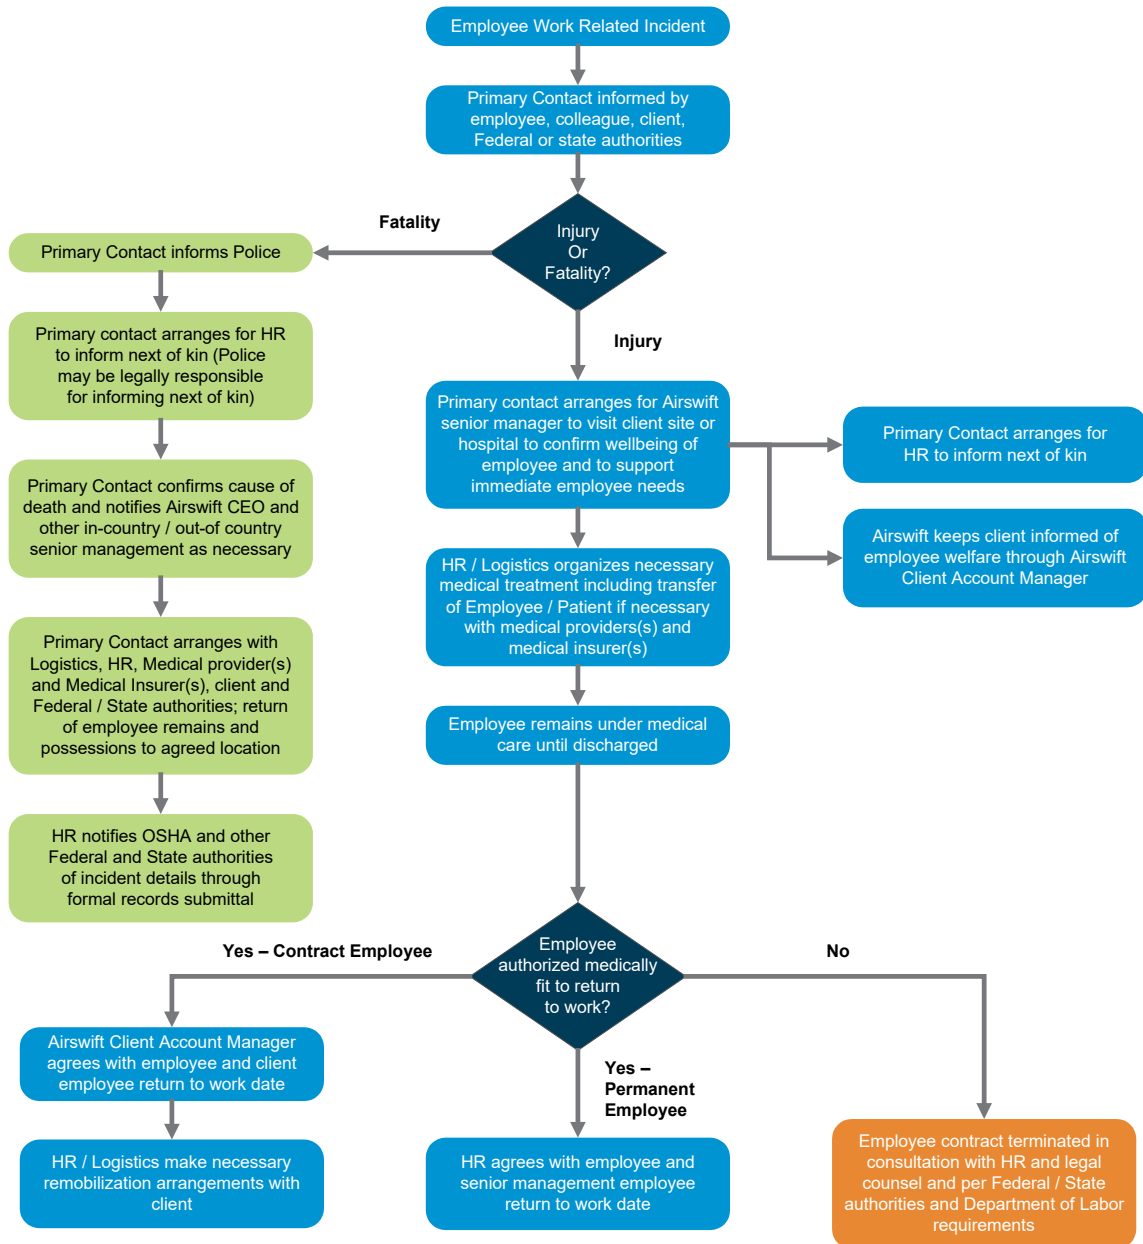 Employee Work Related Incident
Primary Contact informed by
employee, colleague, client,
Federal or state authorities
Injury
Or
Fatality?
Fatality
Primary Contact informs Police
Primary contact arranges for HR
to inform next of kin (Police
may be legally responsible
for informing next of kin)
Primary Contact confirms cause of
death and notifies Airswift CEO and
other in-country / out-of country
senior management as necessary
Primary Contact arranges with
Logistics, HR, Medical provider(s)
and Medical Insurer(s), client and
Federal / State authorities; return
of employee remains and
possessions to agreed location
HR notifies OSHA and other
Federal and State authorities
of incident details through
formal records submittal
Injury
Primary contact arranges for Airswift
senior manager to visit client site or
hospital to confirm wellbeing of
employee and to support
immediate employee needs
Primary Contact arranges for
HR to inform next of kin
Airswift keeps client informed of
employee welfare through Airswift
Client Account Manager
HR / Logistics organizes necessary
medical treatment including transfer
of Employee / Patient if necessary
with medical providers(s) and
medical insurer(s)
Employee remains under medical
care until discharged
Employee
authorized medically
fit to return
to work?
Yes – Contract Employee
Airswift Client Account Manager
agrees with employee and client
employee return to work date
HR / Logistics make necessary
remobilization arrangements with
client
Yes –
Permanent
Employee
HR agrees with employee and
senior management employee
return to work date
No
Employee contract terminated in
consultation with HR and legal
counsel and per Federal / State
authorities and Department of Labor
requirements